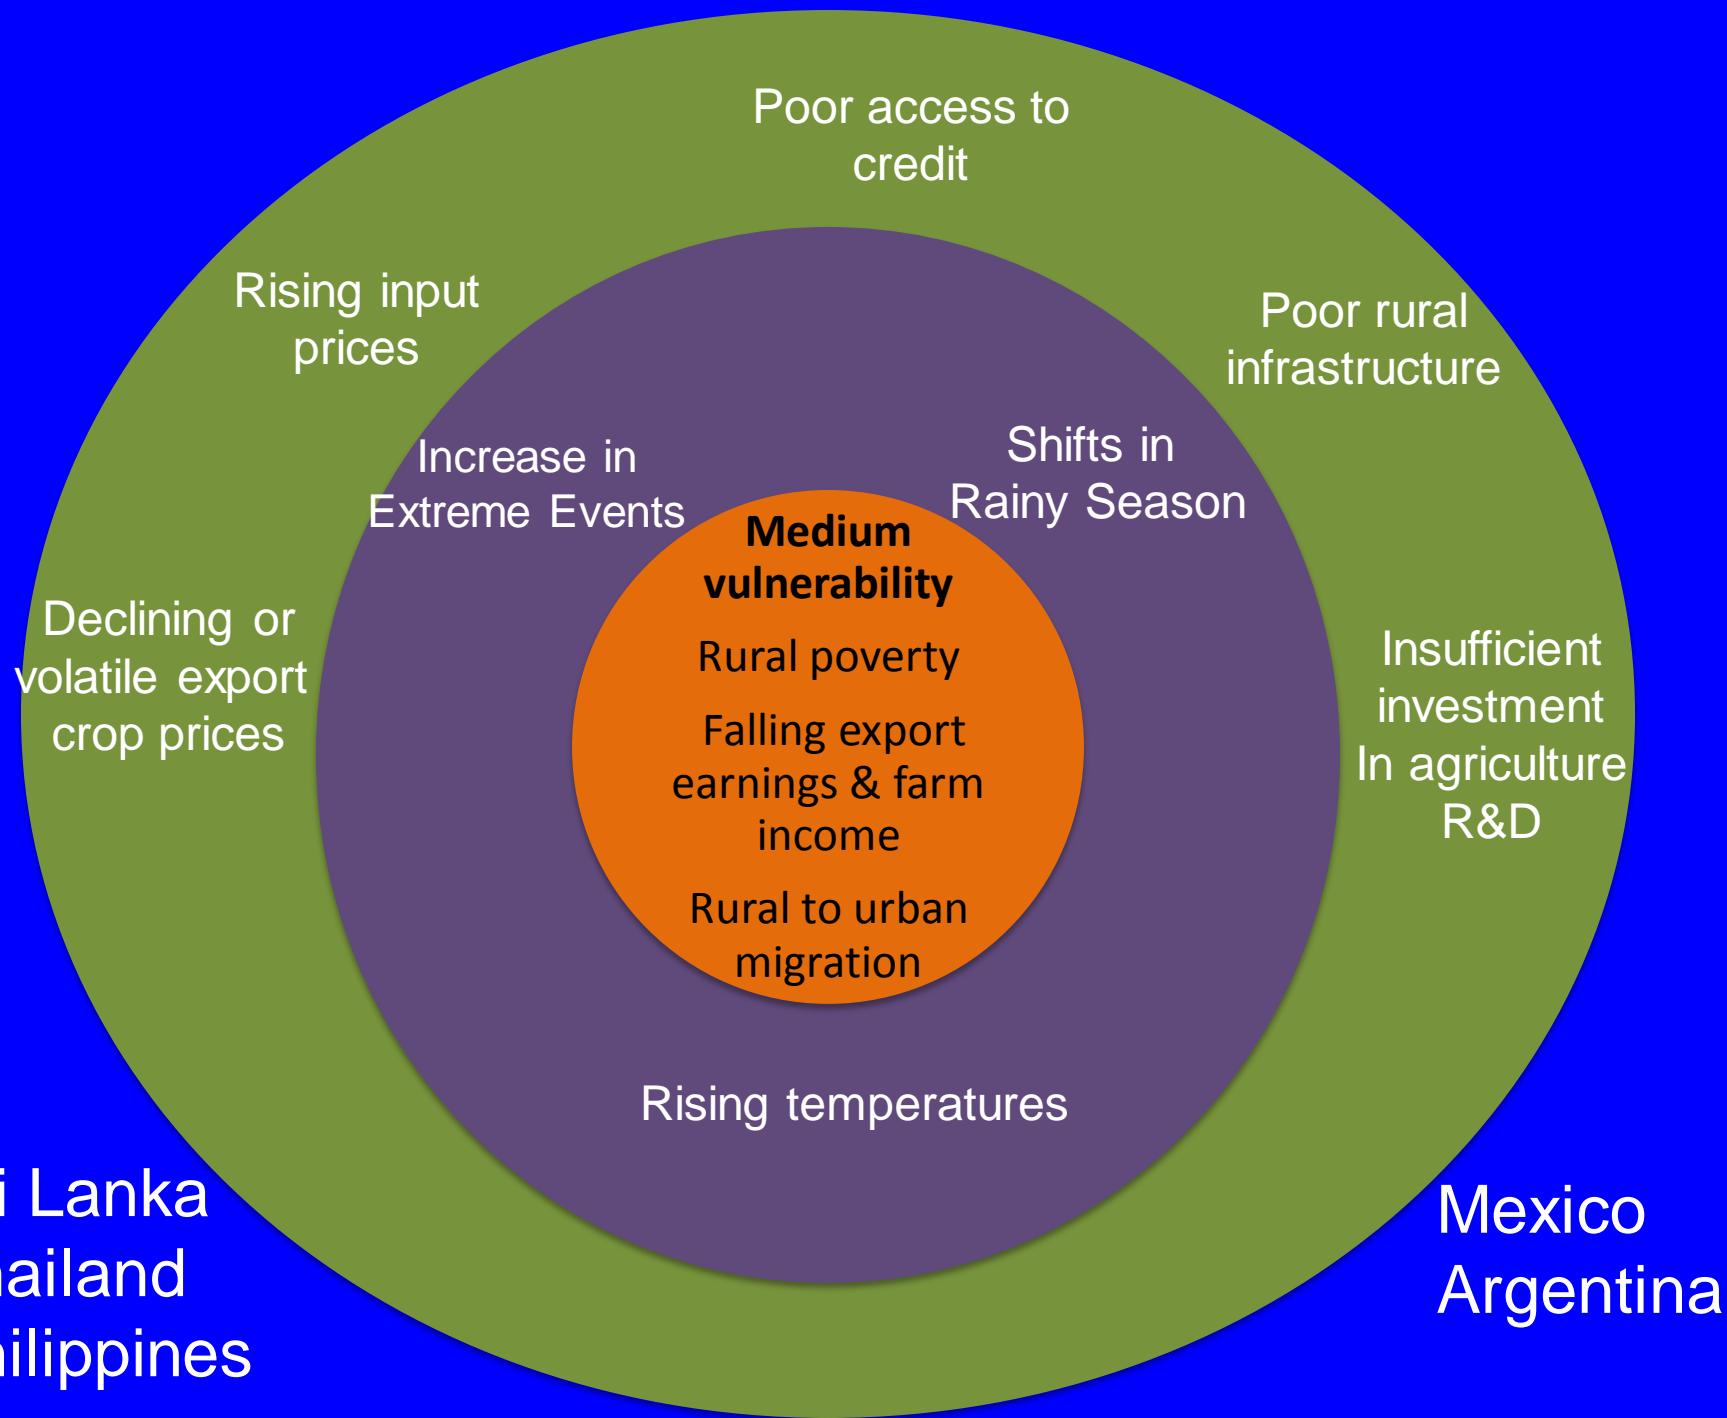 Poor access to
credit
Rising input
prices
Poor rural
infrastructure
Increase in
Extreme Events
Shifts in
Rainy Season
Medium
vulnerability
Rural poverty
Falling export
earnings & farm
income
Rural to urban
migration
Declining or
volatile export
crop prices
Insufficient
investment
In agriculture
R&D
Rising temperatures
i Lanka
hailand
hilippines
Mexico
Argentina